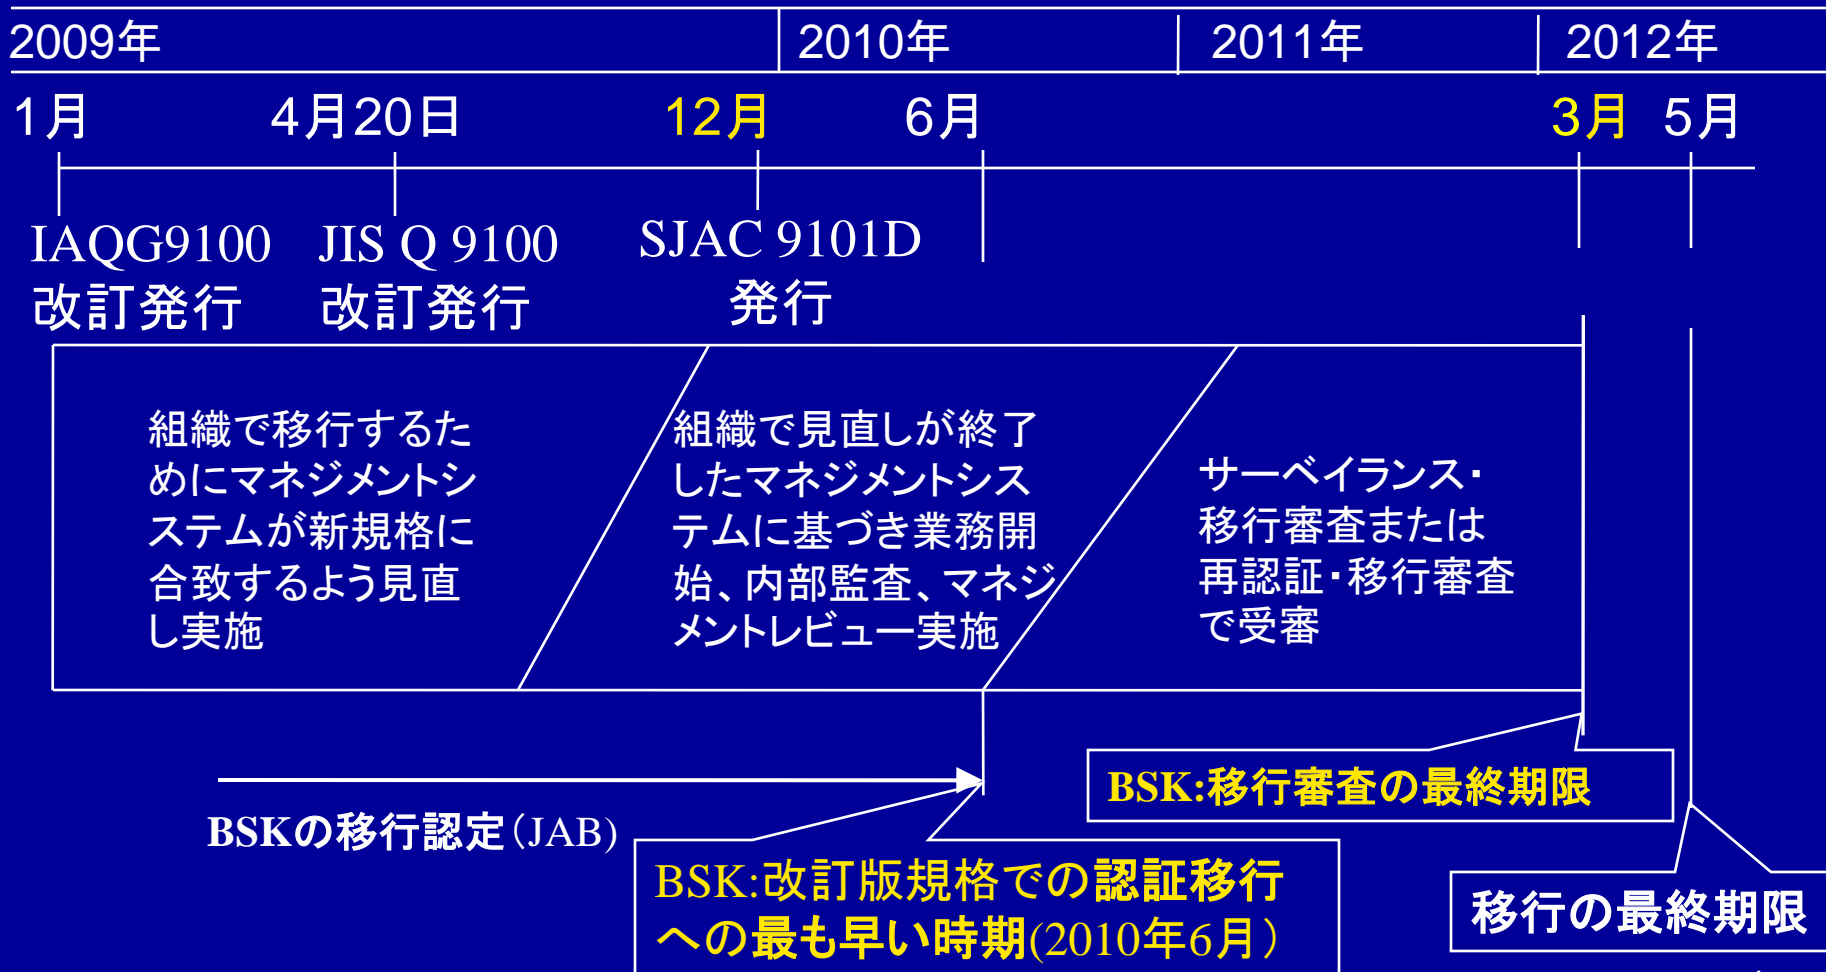 2009年
2010年
2011年
2012年
1月
4月20日
12月
6月
3月
5月
IAQG9100
改訂発行
JIS Q 9100
改訂発行
SJAC 9101D
発行
組織で移行するた
めにマネジメントシ
ステムが新規格に
合致するよう見直
し実施
組織で見直しが終了
したマネジメントシス
テムに基づき業務開
始、内部監査、マネジ
メントレビュー実施
サーベイランス・
移行審査または
再認証・移行審査
で受審
BSKの移行認定(JAB)
BSK:移行審査の最終期限
BSK:改訂版規格での認証移行
への最も早い時期(2010年6月)
移行の最終期限